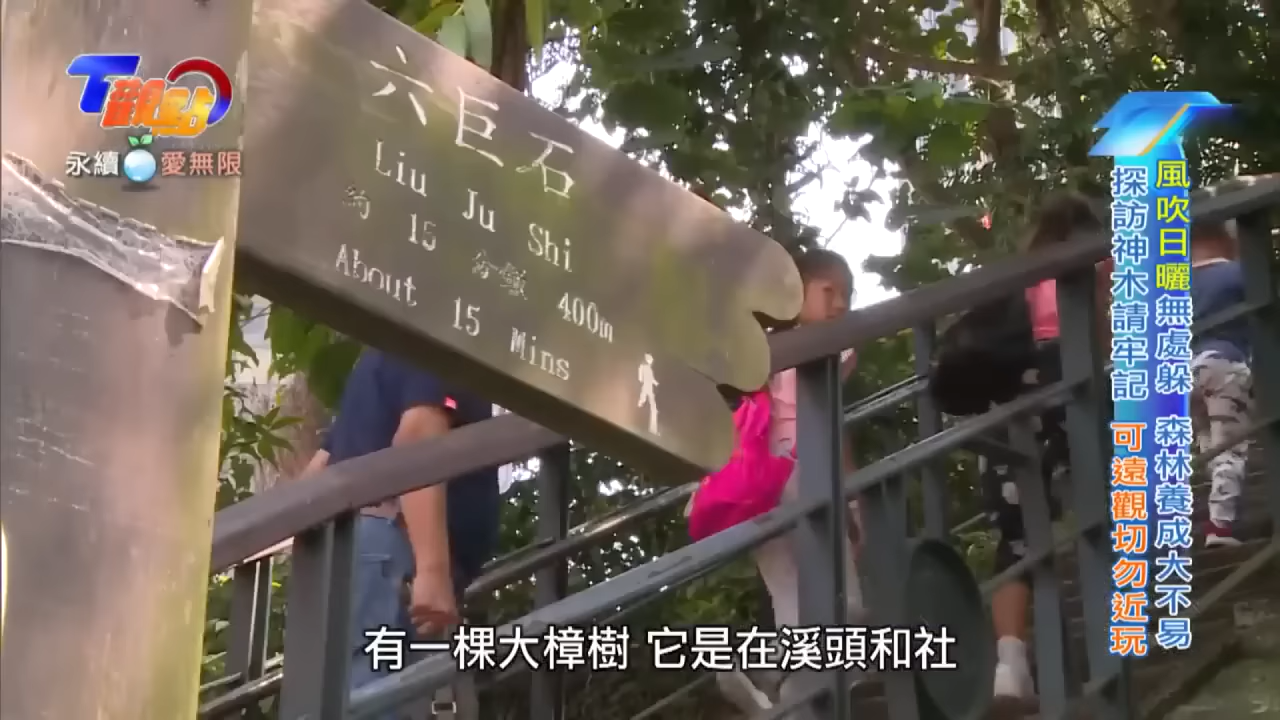 T觀點
永續 愛無限
六巨石
Liu Ju Shi
約 15 分鐘 400m
About 15 Mins
風吹日曬無處躲 森林養成大不易
探訪神木請牢記 可遠觀切勿近玩
有一棵大樟樹 它是在溪頭和社